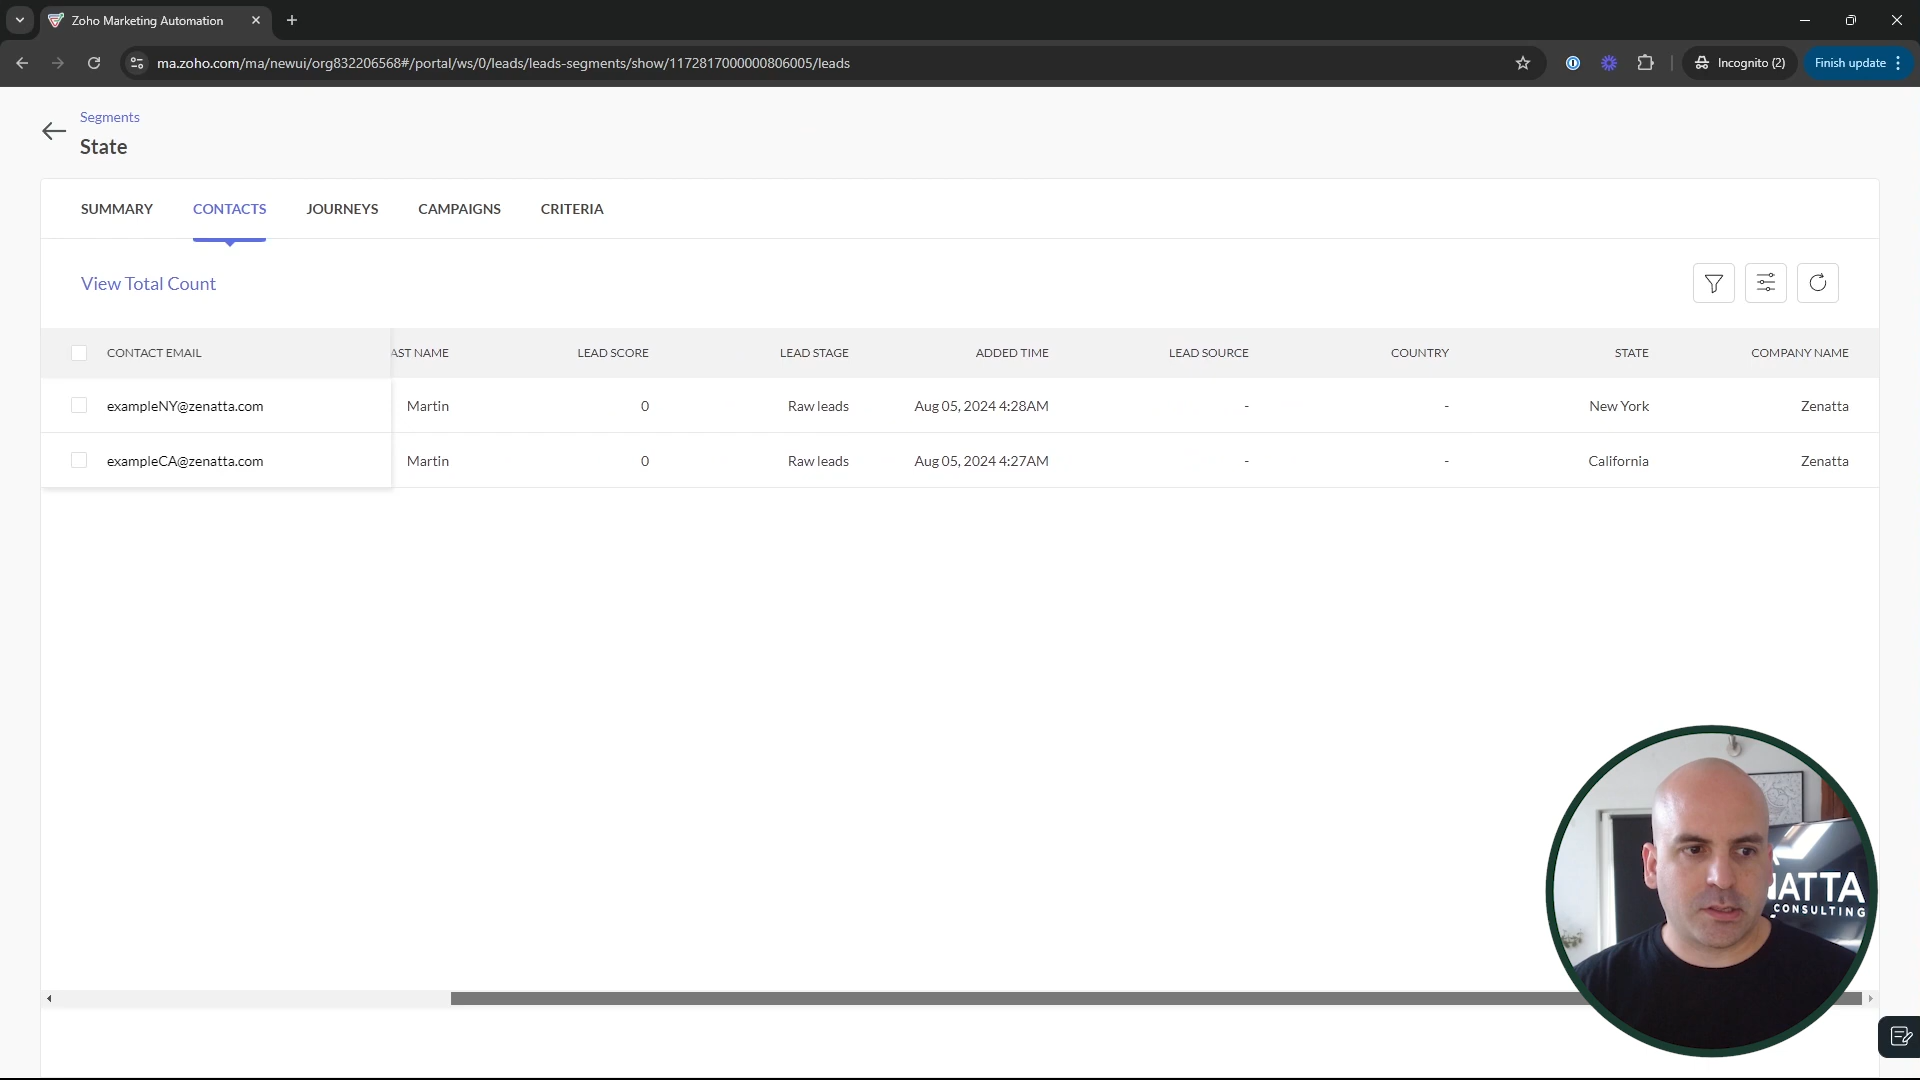 Zoho Marketing Automation
ma.zoho.com/ma/newui/org832206568#/portal/ws/0/leads/leads-segments/show/1172817000000806005/leads
Incognito (2)
Finish update
Segments
State
SUMMARY CONTACTS JOURNEYS CAMPAIGNS CRITERIA
View Total Count
CONTACT EMAIL AST NAME LEAD SCORE LEAD STAGE ADDED TIME LEAD SOURCE COUNTRY STATE COMPANY NAME
exampleNY@zenatta.com Martin 0 Raw leads Aug 05, 2024 4:28AM - - New York Zenatta
exampleCA@zenatta.com Martin 0 Raw leads Aug 05, 2024 4:27AM - - California Zenatta
NATTA
CONSULTING